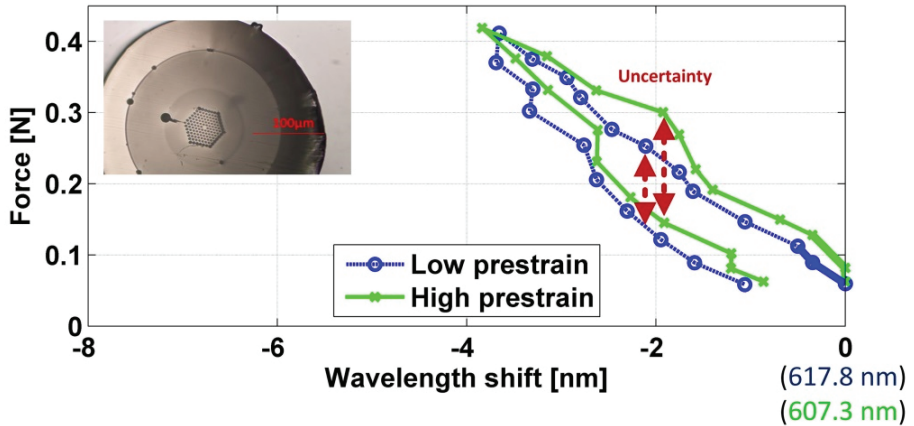 0.4
0.3
0.2
0.1
0
Force [N]
300µm
Uncertainty
Low prestrain
High prestrain
-8
-6
-4
-2
0
Wavelength shift [nm]
(617.8 nm)
(607.3 nm)